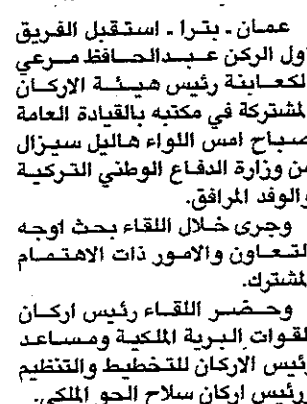 عمان ـ بترا ـ استقبل الفريق
اول الركن عبدالحافظ مرعي
الكعابنة رئيس هيئة الاركان
المشتركة في مكتبه بالقيادة العامة
صباح امس اللواء هاليل سيزال
من وزارة الدفاع الوطني التركية
والوفد المرافق.
وجرى خلال اللقاء بحث اوجه
التعاون والامور ذات الاهتمام
المشترك.
وحضر اللقاء رئيس اركان
القوات البرية الملكية ومساعد
رئيس الاركان للتخطيط والتنظيم
ورئيس اركان سلاح الجو الملكي.